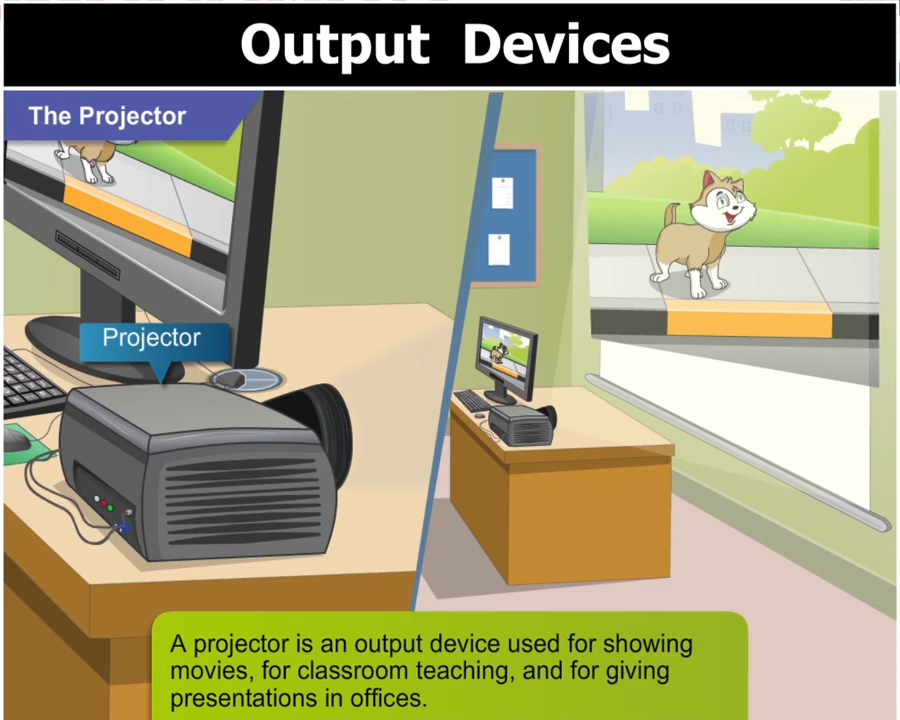 Output Devices
The Projector
Projector
A projector is an output device used for showing
movies, for classroom teaching, and for giving
presentations in offices.